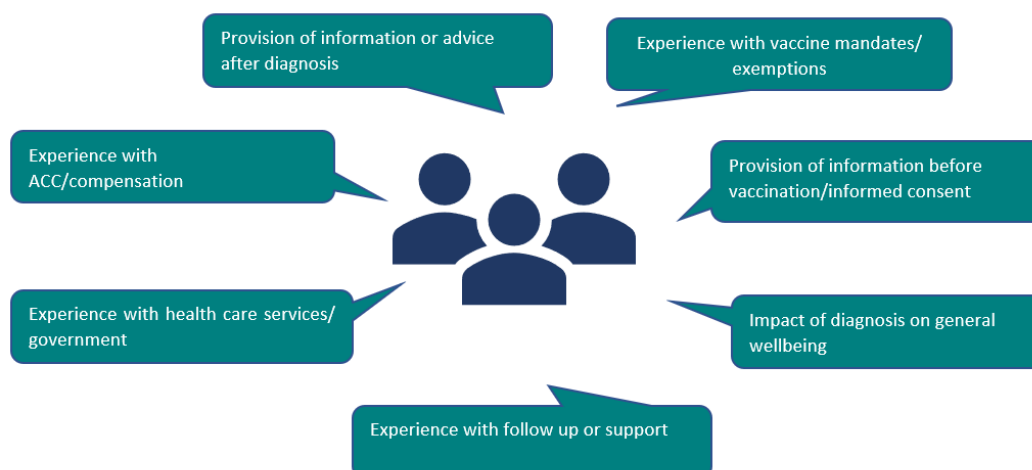 Provision of information or advice
after diagnosis
Experience with vaccine mandates/
exemptions
Experience with
ACC/compensation
Provision of information before
vaccination/informed consent
Experience with health care services/
government
Impact of diagnosis on general
wellbeing
Experience with follow up or support